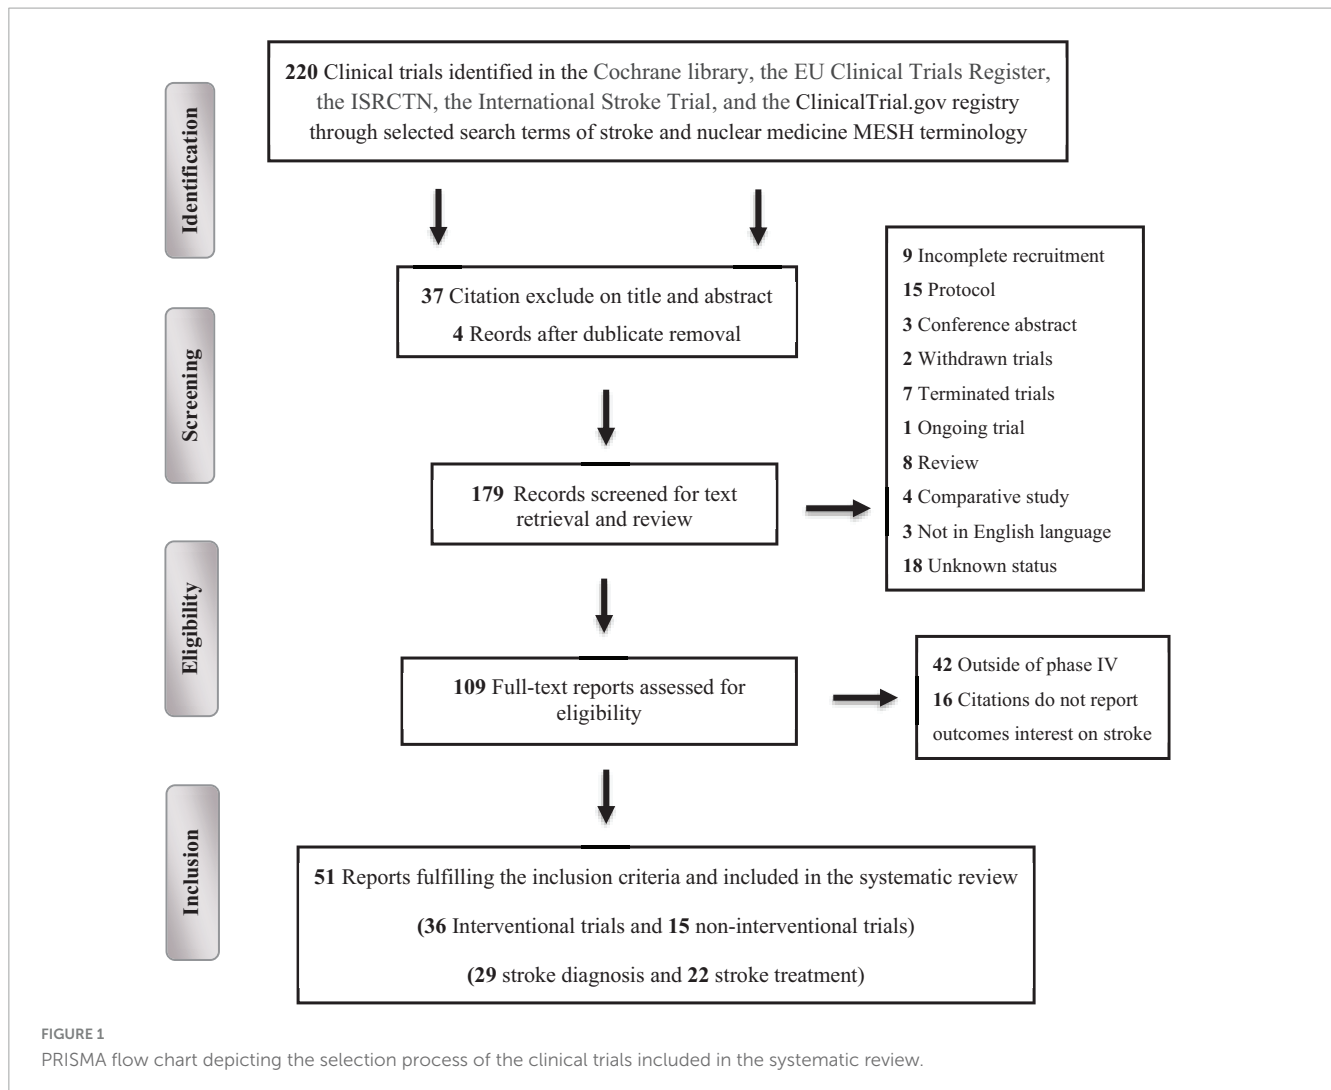 Identification
220 Clinical trials identified in the Cochrane library, the EU Clinical Trials Register,
the ISRCTN, the International Stroke Trial, and the ClinicalTrial.gov registry
through selected search terms of stroke and nuclear medicine MESH terminology
Screening
37 Citation exclude on title and abstract
4 Reords after dublicate removal
179 Records screened for text
retrieval and review
9 Incomplete recruitment
15 Protocol
3 Conference abstract
2 Withdrawn trials
7 Terminated trials
1 Ongoing trial
8 Review
4 Comparative study
3 Not in English language
18 Unknown status
Eligibility
109 Full-text reports assessed for
eligibility
42 Outside of phase IV
16 Citations do not report
outcomes interest on stroke
Inclusion
51 Reports fulfilling the inclusion criteria and included in the systematic review
(36 Interventional trials and 15 non-interventional trials)
(29 stroke diagnosis and 22 stroke treatment)
FIGURE 1
PRISMA flow chart depicting the selection process of the clinical trials included in the systematic review.